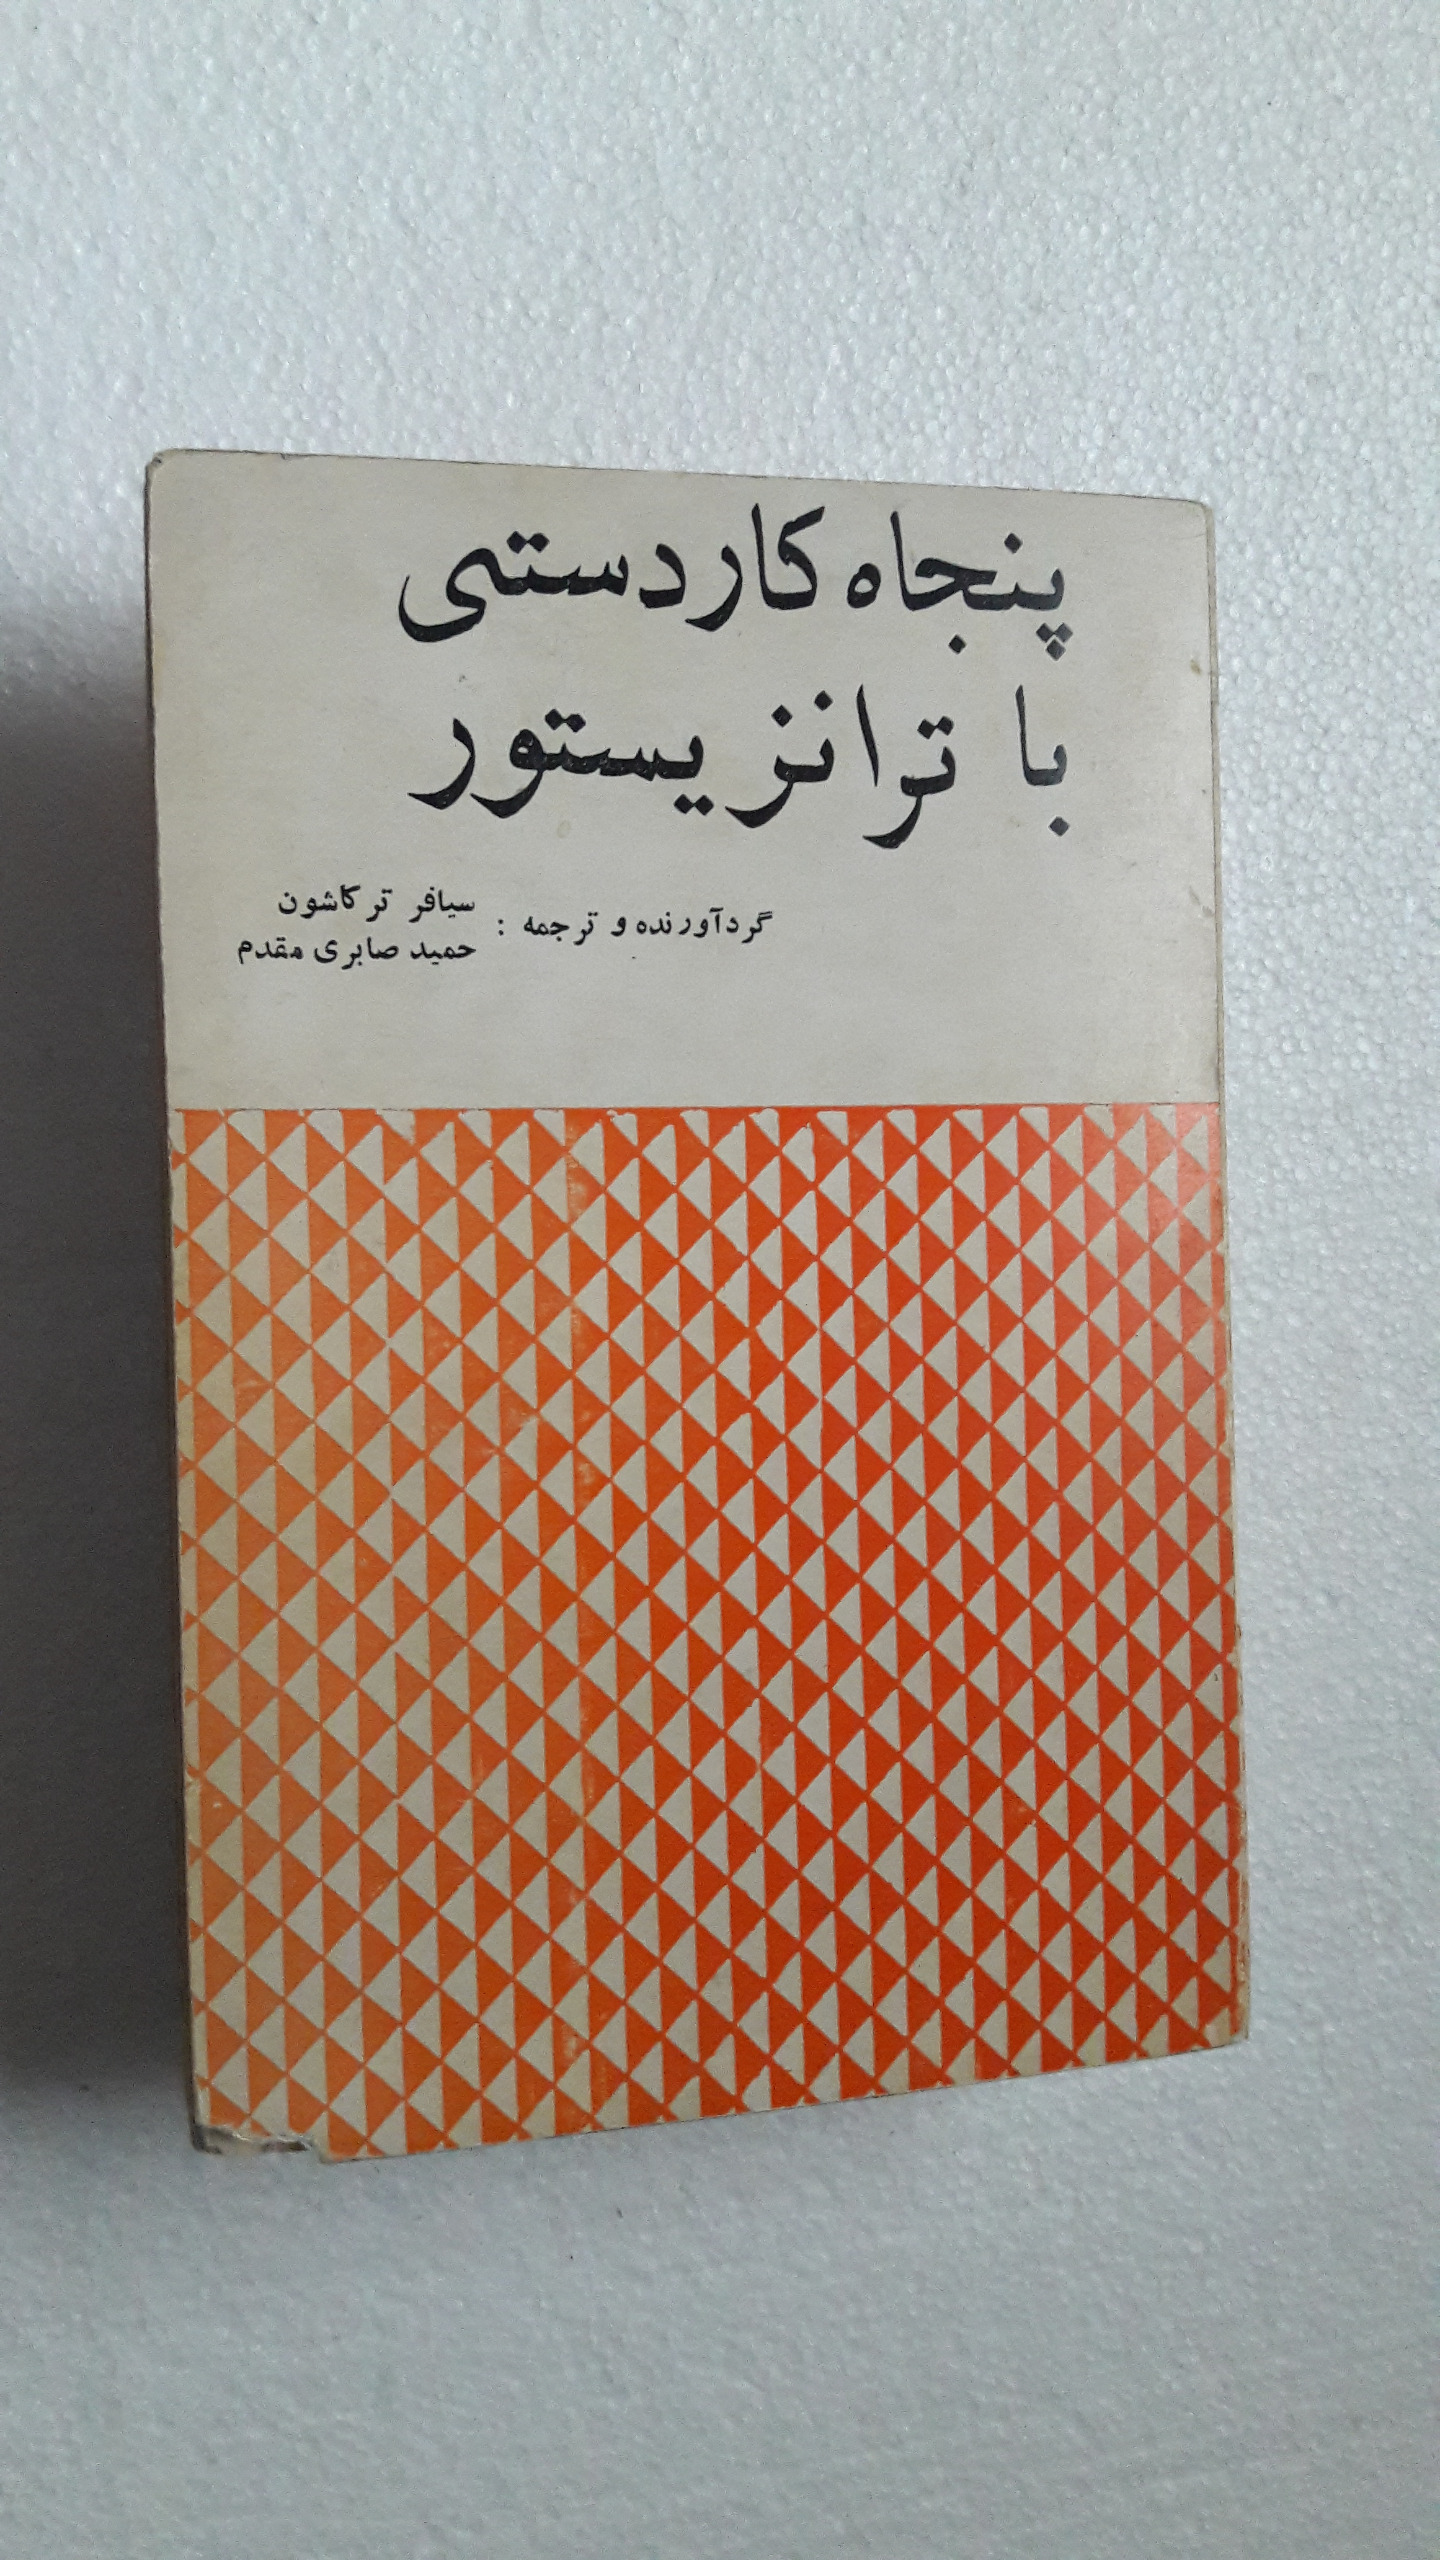 پنجاه کاردستی
با ترانزیستور
گردآورنده و ترجمه : سیافر ترکاشون
حمید صابری مقدم